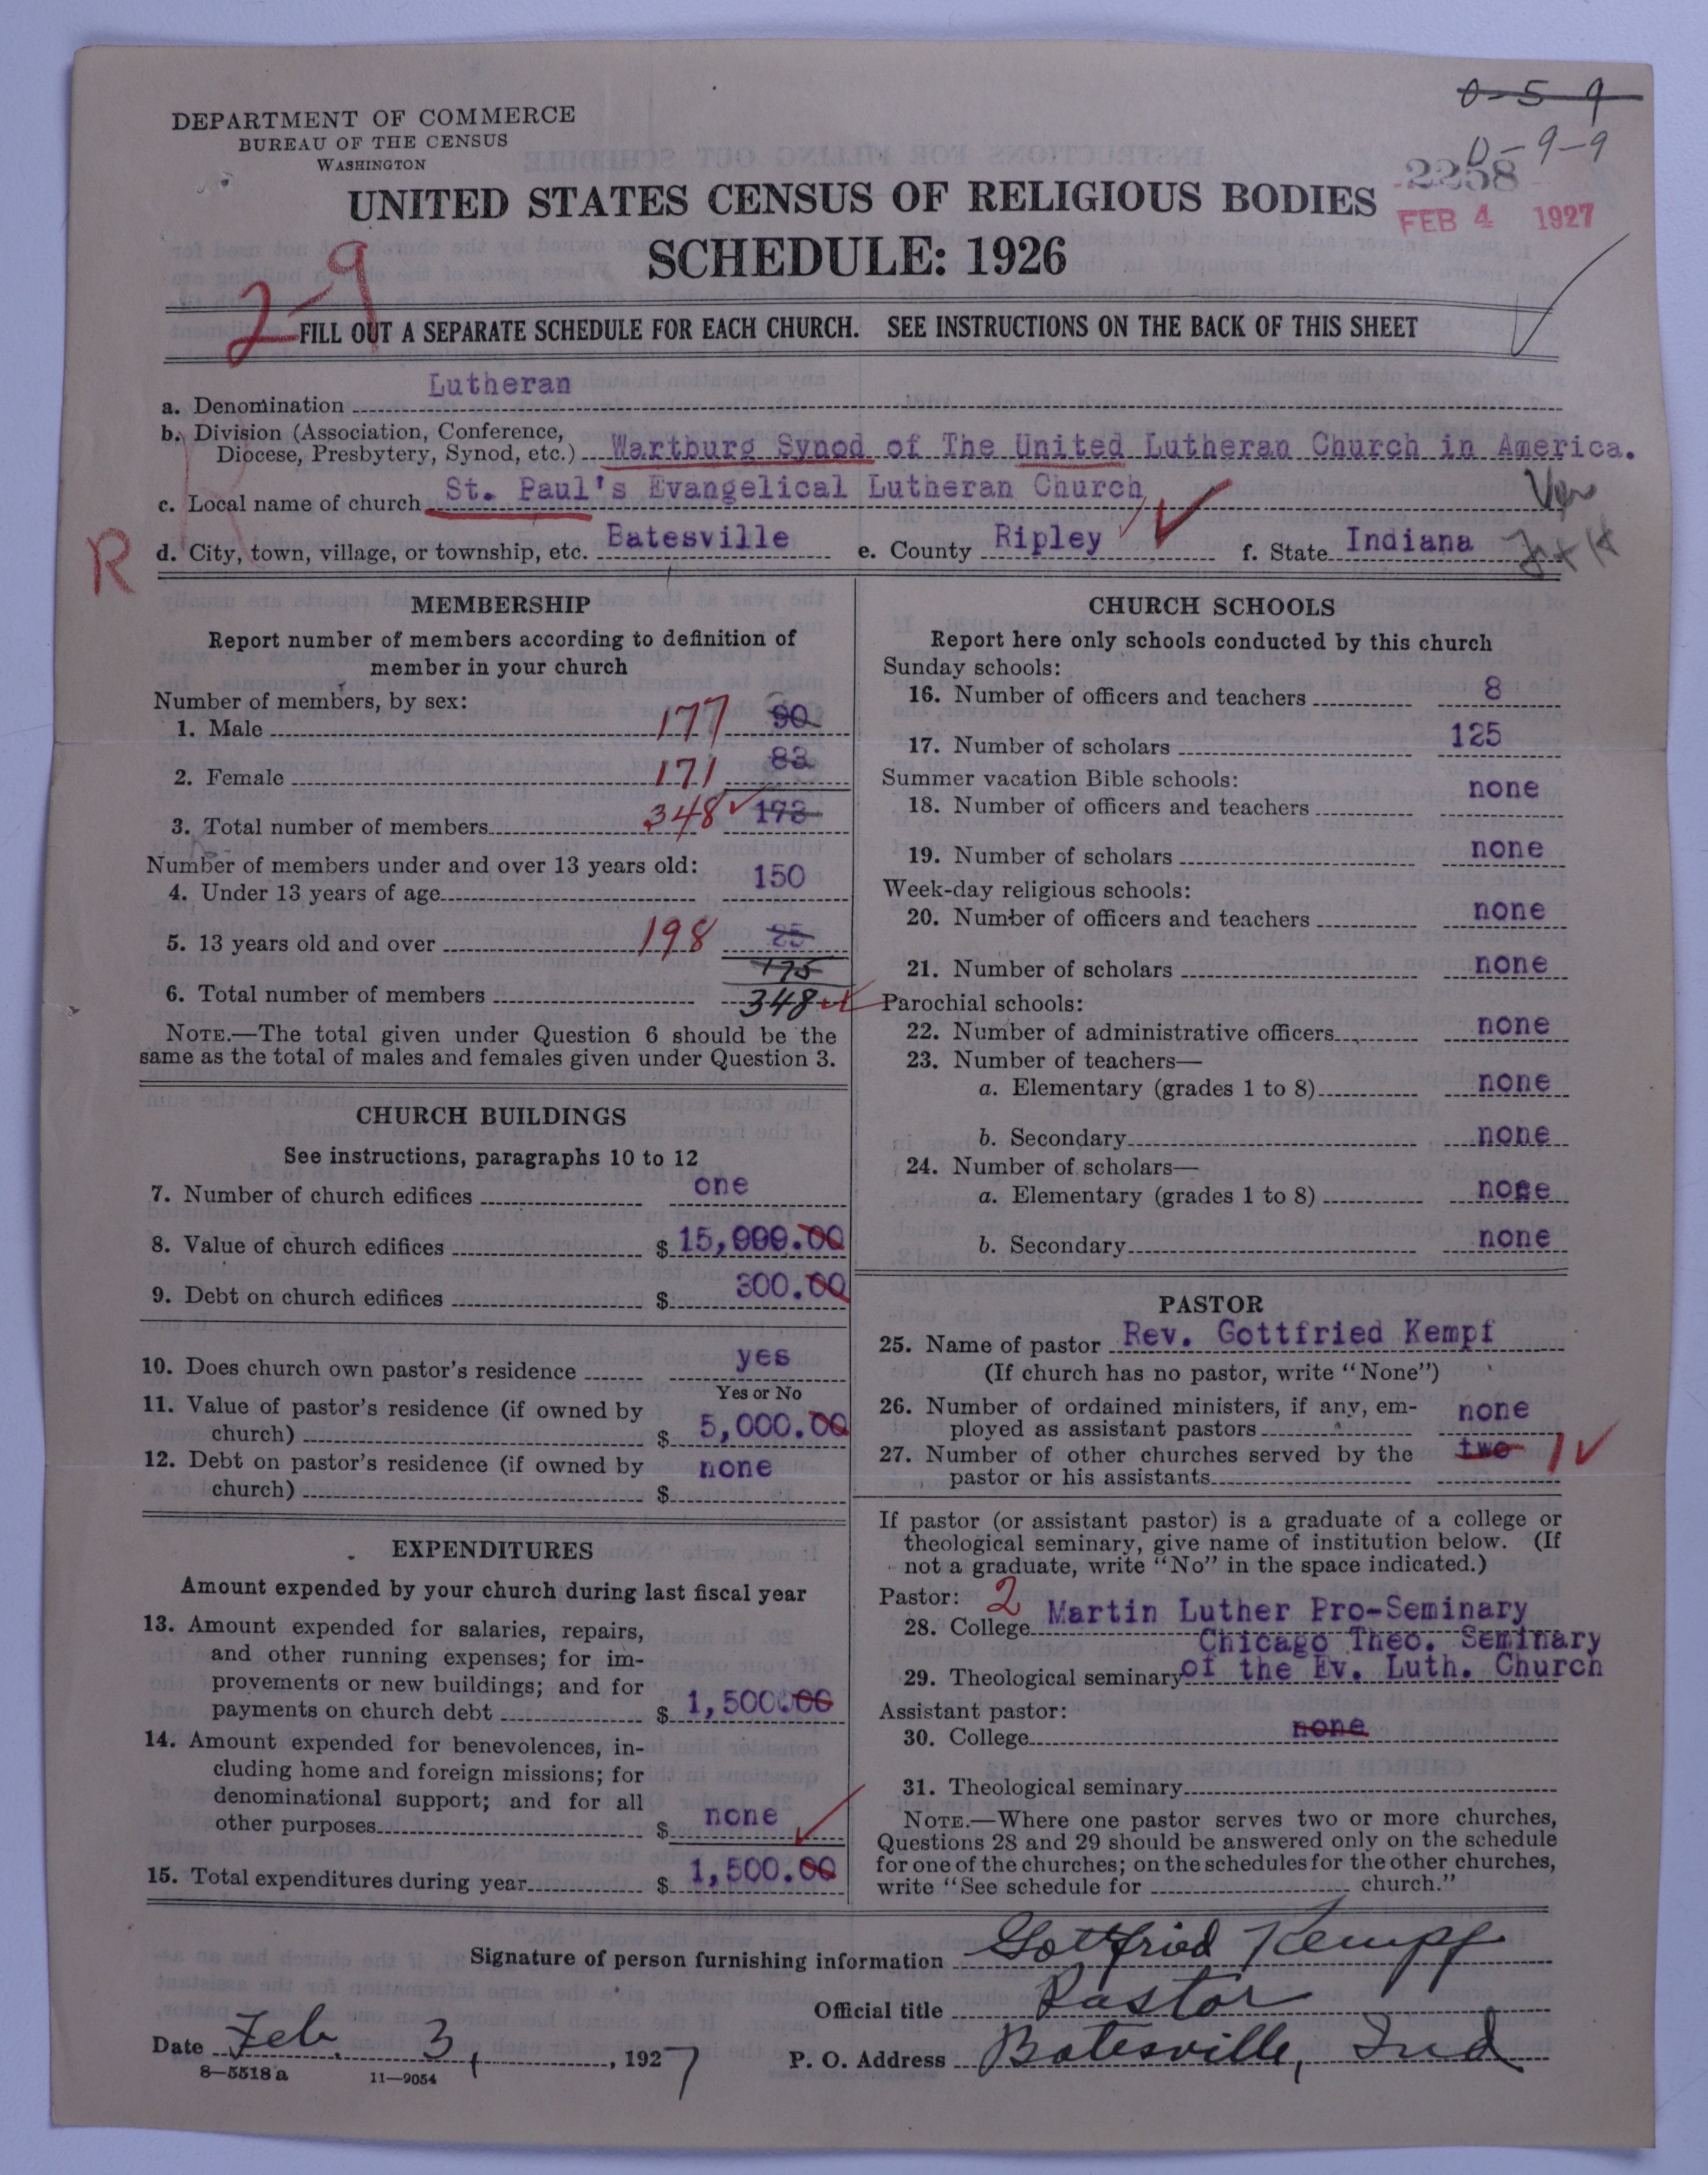 0-5 9
DEPARTMENT OF COMMERCE
BUREAU OF THE CENSUS
WASHINGTON
0-9-9
2258
UNITED STATES CENSUS OF RELIGIOUS BODIES
FEB 4 1927
SCHEDULE: 1926
2-9
FILL OUT A SEPARATE SCHEDULE FOR EACH CHURCH. SEE INSTRUCTIONS ON THE BACK OF THIS SHEET
a. Denomination Lutheran
b. Division (Association, Conference,
Diocese, Presbytery, Synod, etc.) Wartburg Synod of The United Lutheran Church in America.
c. Local name of church St. Paul's Evangelical Lutheran Church
R
d. City, town, village, or township, etc. Batesville e. County Ripley f. State Indiana
MEMBERSHIP
Report number of members according to definition of
member in your church
Number of members, by sex:
1. Male 177 90
2. Female 171 83
3. Total number of members 348 173
Number of members under and over 13 years old:
4. Under 13 years of age 150
5. 13 years old and over 198 25
175
6. Total number of members 348
NOTE.—The total given under Question 6 should be the
same as the total of males and females given under Question 3.
CHURCH BUILDINGS
See instructions, paragraphs 10 to 12
7. Number of church edifices one
8. Value of church edifices $ 15,000.00
9. Debt on church edifices $ 300.00
10. Does church own pastor's residence yes
Yes or No
11. Value of pastor's residence (if owned by
church) $ 5,000.00
12. Debt on pastor's residence (if owned by
church) $ none
EXPENDITURES
Amount expended by your church during last fiscal year
13. Amount expended for salaries, repairs,
and other running expenses; for im-
provements or new buildings; and for
payments on church debt $ 1,500.00
14. Amount expended for benevolences, in-
cluding home and foreign missions; for
denominational support; and for all
other purposes $ none
15. Total expenditures during year $ 1,500.00
CHURCH SCHOOLS
Report here only schools conducted by this church
Sunday schools:
16. Number of officers and teachers 8
17. Number of scholars 125
Summer vacation Bible schools:
18. Number of officers and teachers none
19. Number of scholars none
Week-day religious schools:
20. Number of officers and teachers none
21. Number of scholars none
Parochial schools:
22. Number of administrative officers none
23. Number of teachers—
a. Elementary (grades 1 to 8) none
b. Secondary none
24. Number of scholars—
a. Elementary (grades 1 to 8) none
b. Secondary none
PASTOR
25. Name of pastor Rev. Gottfried Kempf
(If church has no pastor, write "None")
26. Number of ordained ministers, if any, em-
ployed as assistant pastors none
27. Number of other churches served by the two 1
pastor or his assistants
If pastor (or assistant pastor) is a graduate of a college or
theological seminary, give name of institution below. (If
not a graduate, write "No" in the space indicated.)
Pastor: 2
28. College Martin Luther Pro-Seminary
Chicago Theo. Seminary
29. Theological seminary of the Ev. Luth. Church
Assistant pastor:
30. College none
31. Theological seminary
NOTE.—Where one pastor serves two or more churches,
Questions 28 and 29 should be answered only on the schedule
for one of the churches; on the schedules for the other churches,
write "See schedule for church."
Signature of person furnishing information Gottfried Kempf
Official title Pastor
Date Feb. 3, 1927 P. O. Address Batesville, Ind
8—5518 a 11—9054